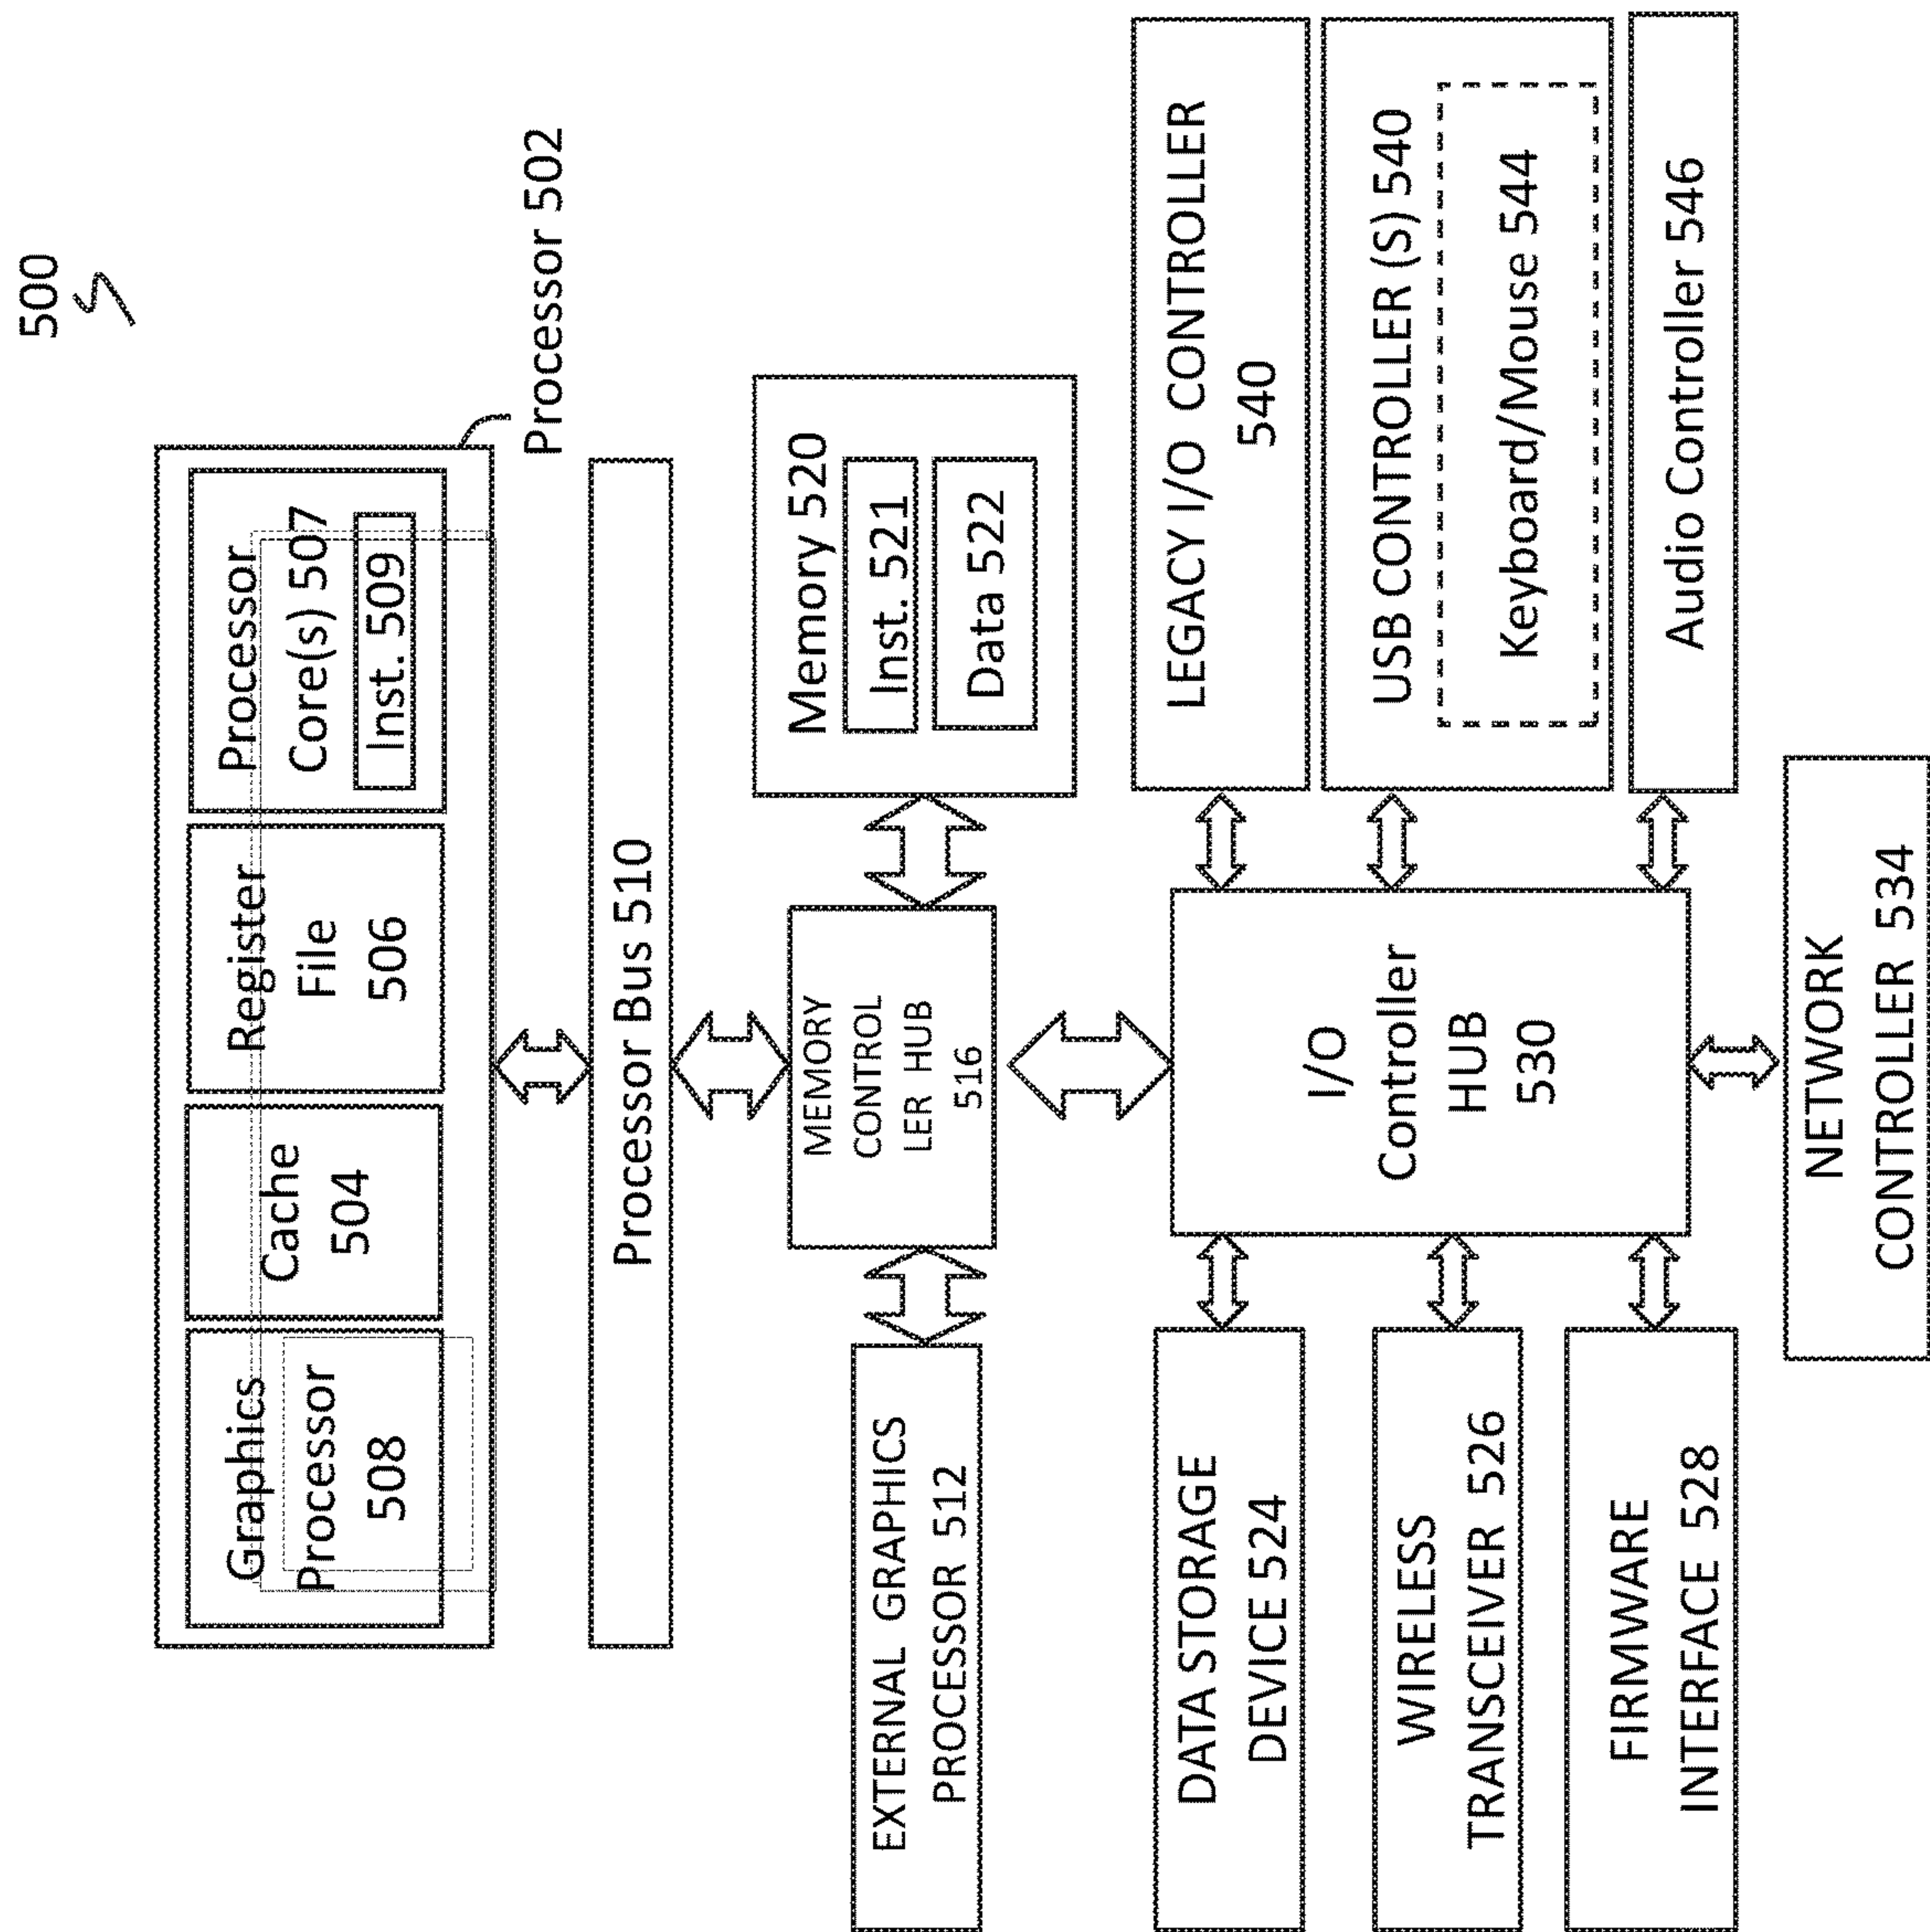 500
Processor 502
Graphics
Processor
508
Cache
504
Register
File
506
Processor
Core(s) 507
Inst. 509
Processor Bus 510
EXTERNAL GRAPHICS
PROCESSOR 512
MEMORY
CONTROL
LER HUB
516
Memory 520
Inst. 521
Data 522
DATA STORAGE
DEVICE 524
WIRELESS
TRANSCEIVER 526
FIRMWARE
INTERFACE 528
I/O
Controller
HUB
530
LEGACY I/O CONTROLLER
540
USB CONTROLLER (S) 540
Keyboard/Mouse 544
Audio Controller 546
NETWORK
CONTROLLER 534